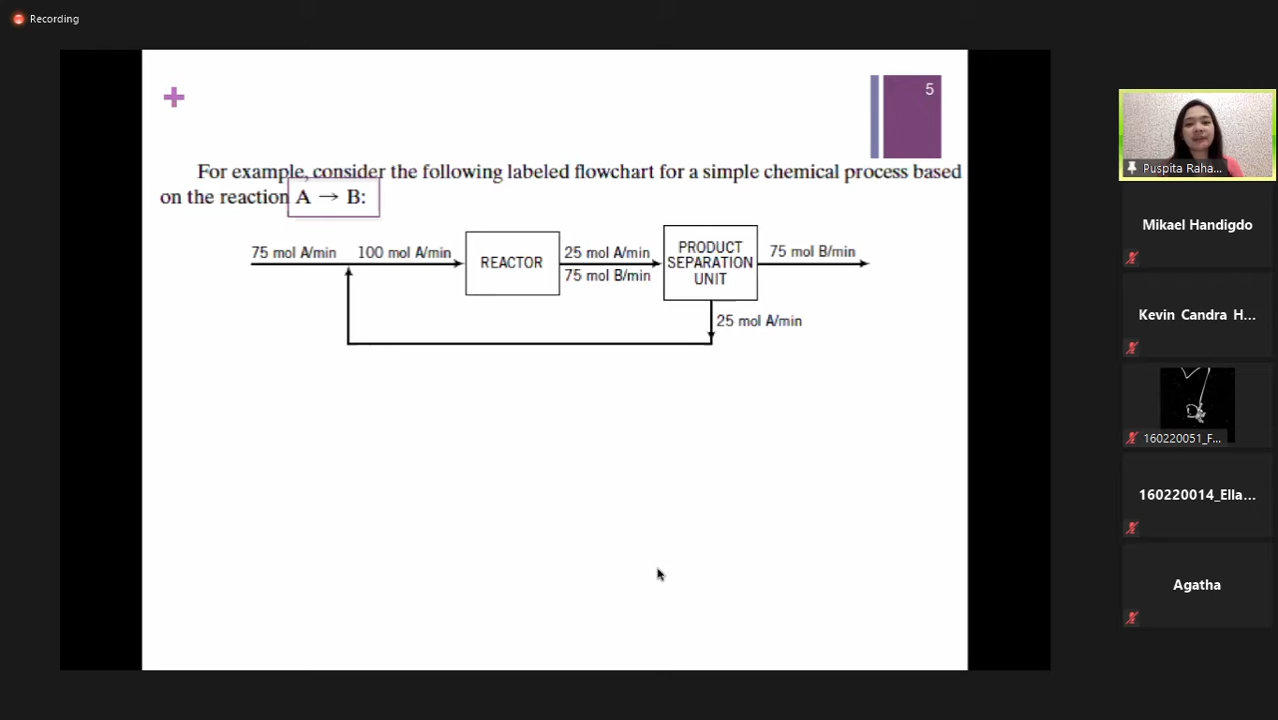 Recording
5
For example, consider the following labeled flowchart for a simple chemical process based
on the reaction A → B:
75 mol A/min
100 mol A/min
REACTOR
25 mol A/min
75 mol B/min
PRODUCT
SEPARATION
UNIT
75 mol B/min
25 mol A/min
Puspita Raha...
Mikael Handigdo
Kevin Candra H...
160220051_F...
160220014_Ella...
Agatha